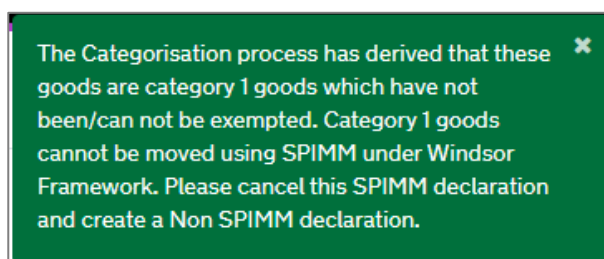 The Categorisation process has derived that these
goods are category 1 goods which have not
been/can not be exempted. Category 1 goods
cannot be moved using SPIMM under Windsor
Framework. Please cancel this SPIMM declaration
and create a Non SPIMM declaration.